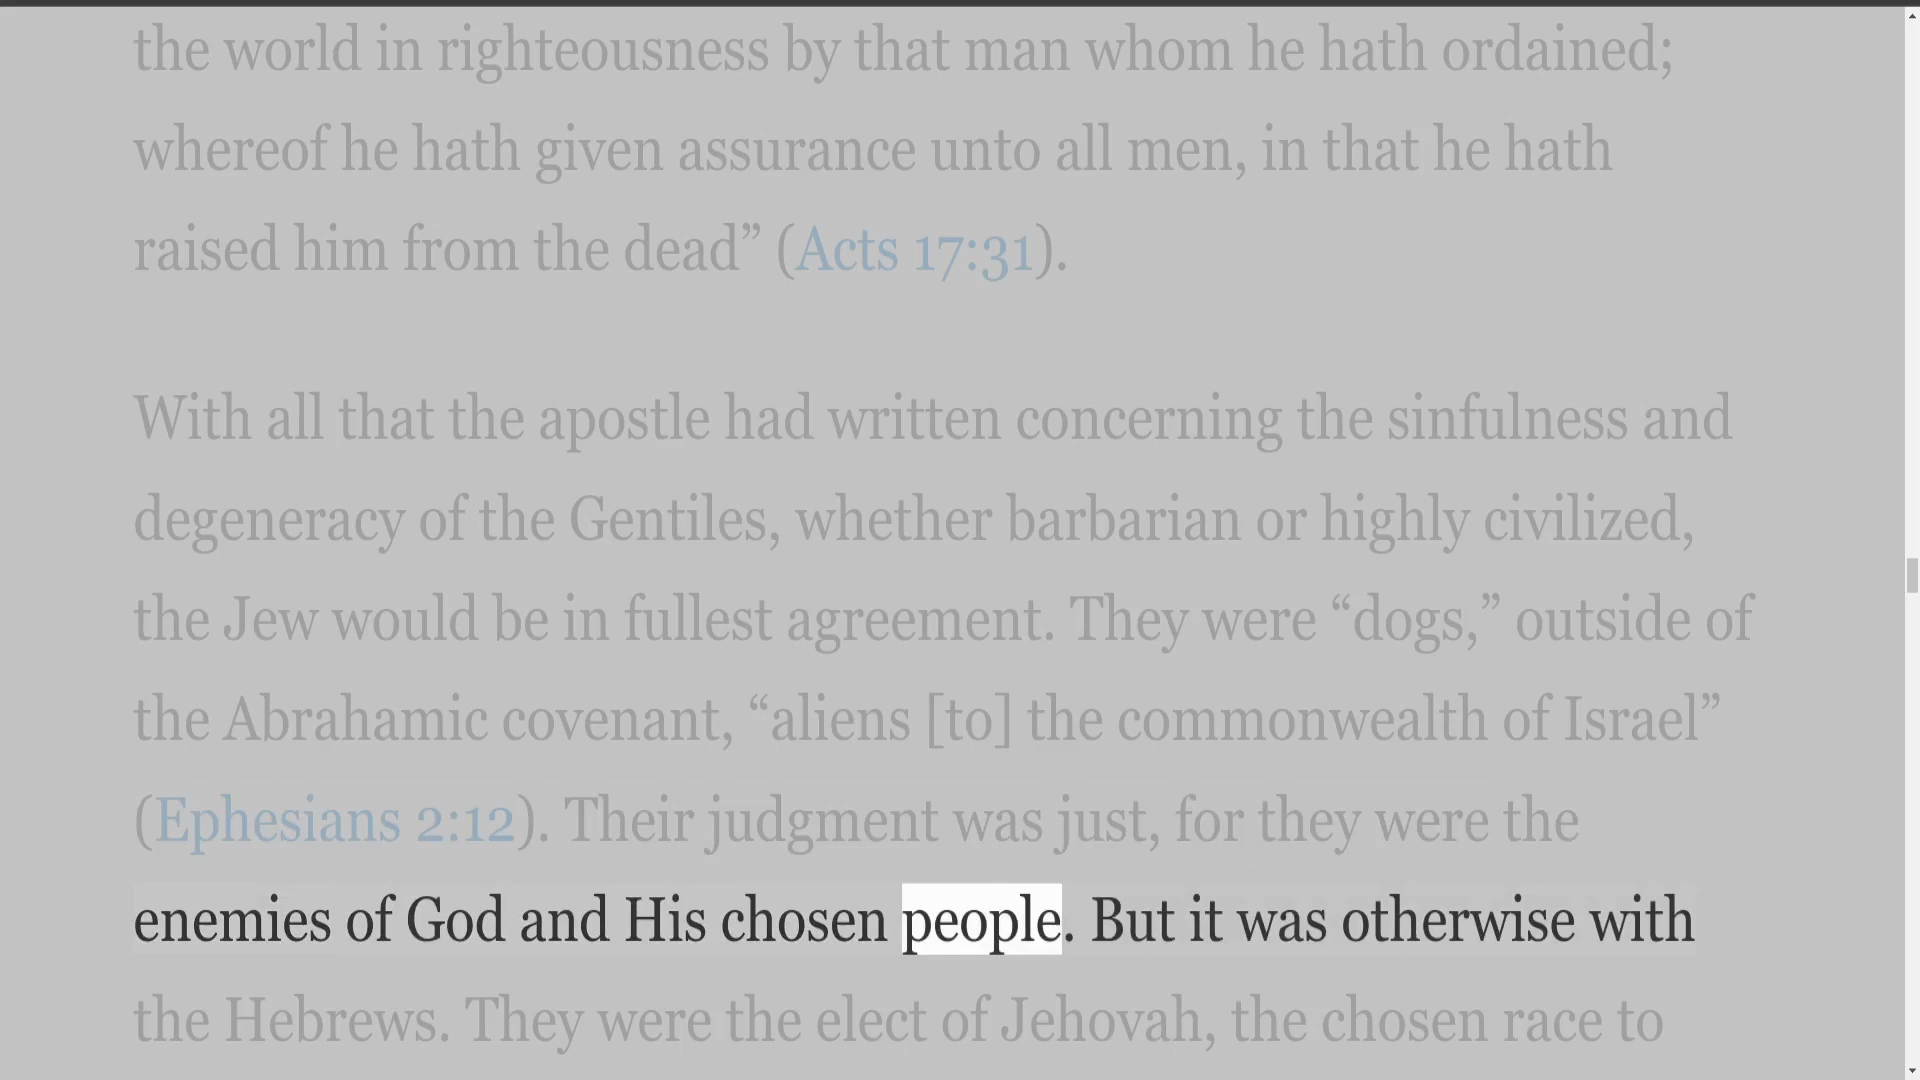 the world in righteousness by that man whom he hath ordained;
whereof he hath given assurance unto all men, in that he hath
raised him from the dead” (Acts 17:31).
With all that the apostle had written concerning the sinfulness and
degeneracy of the Gentiles, whether barbarian or highly civilized,
the Jew would be in fullest agreement. They were “dogs,” outside of
the Abrahamic covenant, “aliens [to] the commonwealth of Israel”
(Ephesians 2:12). Their judgment was just, for they were the
enemies of God and His chosen people. But it was otherwise with
the Hebrews. They were the elect of Jehovah, the chosen race to